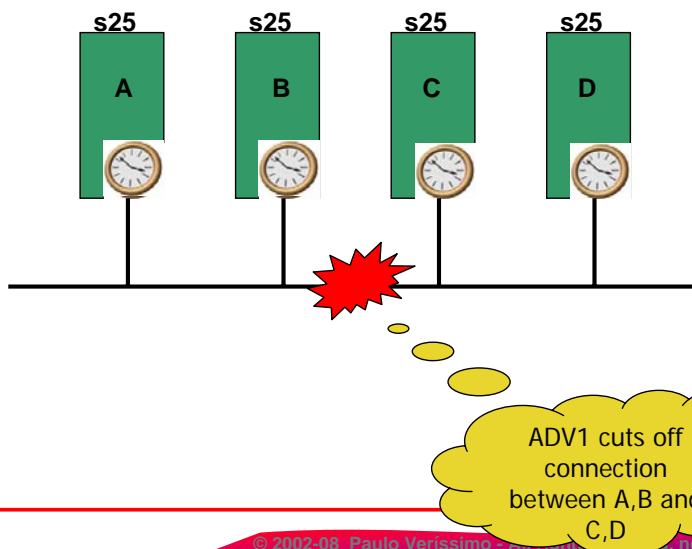 s25 s25 s25 s25
A B C D
ADV1 cuts off
connection
between A,B and
C,D
© 2002-08 Paulo Veríssimo -